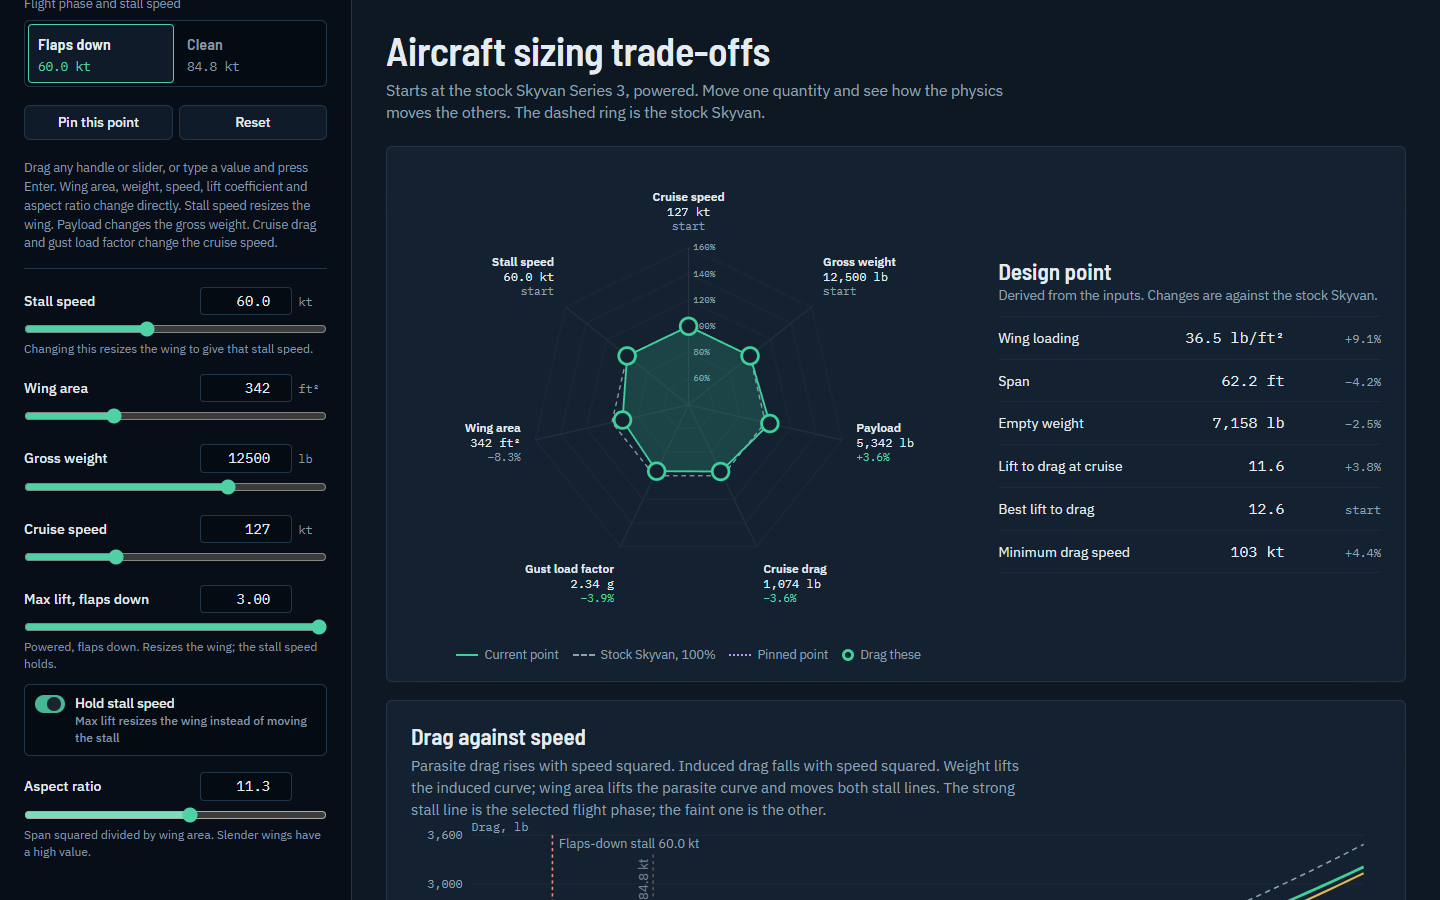 Flight phase and stall speed
Flaps down
60.0 kt
Clean
84.8 kt
Pin this point
Reset
Drag any handle or slider, or type a value and press
Enter. Wing area, weight, speed, lift coefficient and
aspect ratio change directly. Stall speed resizes the
wing. Payload changes the gross weight. Cruise drag
and gust load factor change the cruise speed.
Stall speed
60.0 kt
Changing this resizes the wing to give that stall speed.
Wing area
342 ft²
Gross weight
12500 lb
Cruise speed
127 kt
Max lift, flaps down
3.00
Powered, flaps down. Resizes the wing; the stall speed
holds.
Hold stall speed
Max lift resizes the wing instead of moving
the stall
Aspect ratio
11.3
Span squared divided by wing area. Slender wings have
a high value.
Aircraft sizing trade-offs
Starts at the stock Skyvan Series 3, powered. Move one quantity and see how the physics
moves the others. The dashed ring is the stock Skyvan.
Cruise speed
127 kt
start
160%
140%
120%
100%
80%
60%
Stall speed
60.0 kt
start
Gross weight
12,500 lb
start
Wing area
342 ft²
−8.3%
Payload
5,342 lb
+3.6%
Gust load factor
2.34 g
−3.9%
Cruise drag
1,074 lb
−3.6%
Current point
Stock Skyvan, 100%
Pinned point
Drag these
Design point
Derived from the inputs. Changes are against the stock Skyvan.
Wing loading 36.5 lb/ft² +9.1%
Span 62.2 ft −4.2%
Empty weight 7,158 lb −2.5%
Lift to drag at cruise 11.6 +3.8%
Best lift to drag 12.6 start
Minimum drag speed 103 kt +4.4%
Drag against speed
Parasite drag rises with speed squared. Induced drag falls with speed squared. Weight lifts
the induced curve; wing area lifts the parasite curve and moves both stall lines. The strong
stall line is the selected flight phase; the faint one is the other.
Drag, lb
3,600
Flaps-down stall 60.0 kt
84.8 kt
3,000